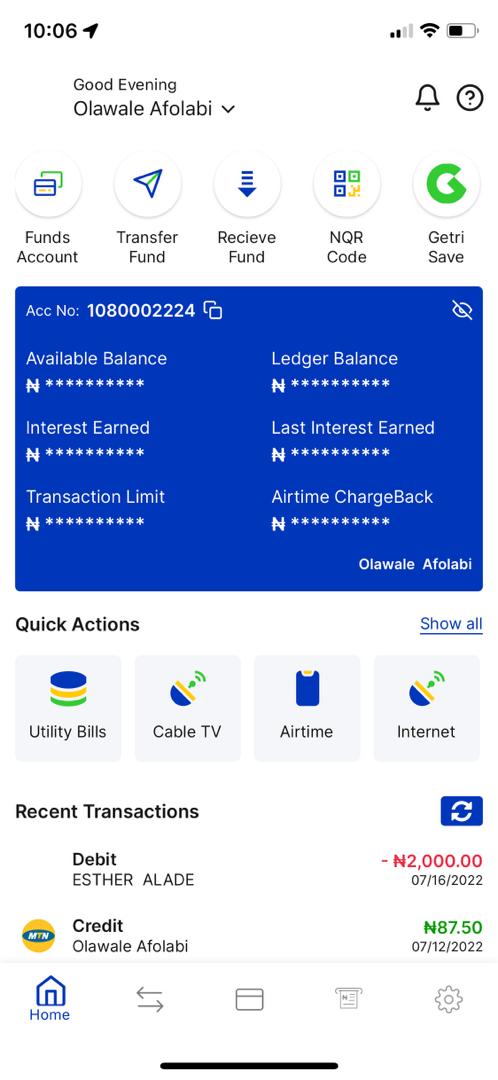 10:06
Good Evening
Olawale Afolabi
Funds Account
Transfer Fund
Recieve Fund
NQR Code
Getri Save
Acc No: 1080002224
Available Balance
Ledger Balance
₦ **********
₦ **********
Interest Earned
Last Interest Earned
₦ **********
₦ **********
Transaction Limit
Airtime ChargeBack
₦ **********
₦ **********
Olawale Afolabi
Quick Actions
Show all
Utility Bills
Cable TV
Airtime
Internet
Recent Transactions
Debit
- ₦2,000.00
ESTHER ALADE
07/16/2022
MTN
Credit
₦87.50
Olawale Afolabi
07/12/2022
Home